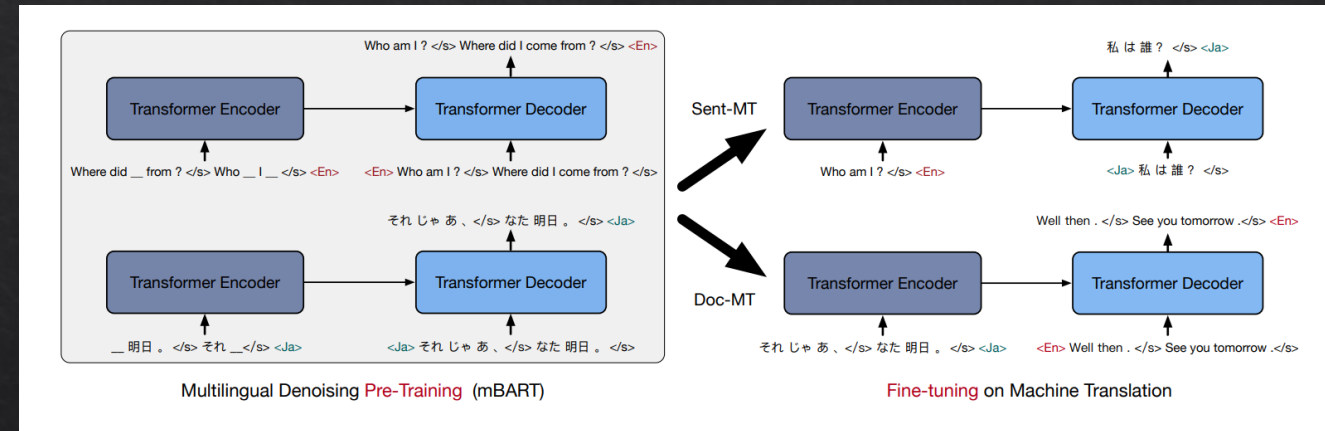 Who am I ? </s> Where did I come from ? </s> <En>
Transformer Encoder
Transformer Decoder
Where did __ from ? </s> Who __ I __ </s> <En>
<En> Who am I ? </s> Where did I come from ? </s>
それ じゃ あ 、</s> なた 明日 。 </s> <Ja>
Transformer Encoder
Transformer Decoder
__ 明日 。 </s> それ __</s> <Ja>
<Ja> それ じゃ あ 、</s> なた 明日 。 </s>
Multilingual Denoising Pre-Training (mBART)
Sent-MT
Doc-MT
私 は 誰 ? </s> <Ja>
Transformer Encoder
Transformer Decoder
Who am I ? </s> <En>
<Ja> 私 は 誰 ? </s>
Well then . </s> See you tomorrow .</s> <En>
Transformer Encoder
Transformer Decoder
それ じゃ あ 、</s> なた 明日 。 </s> <Ja>
<En> Well then . </s> See you tomorrow .</s>
Fine-tuning on Machine Translation